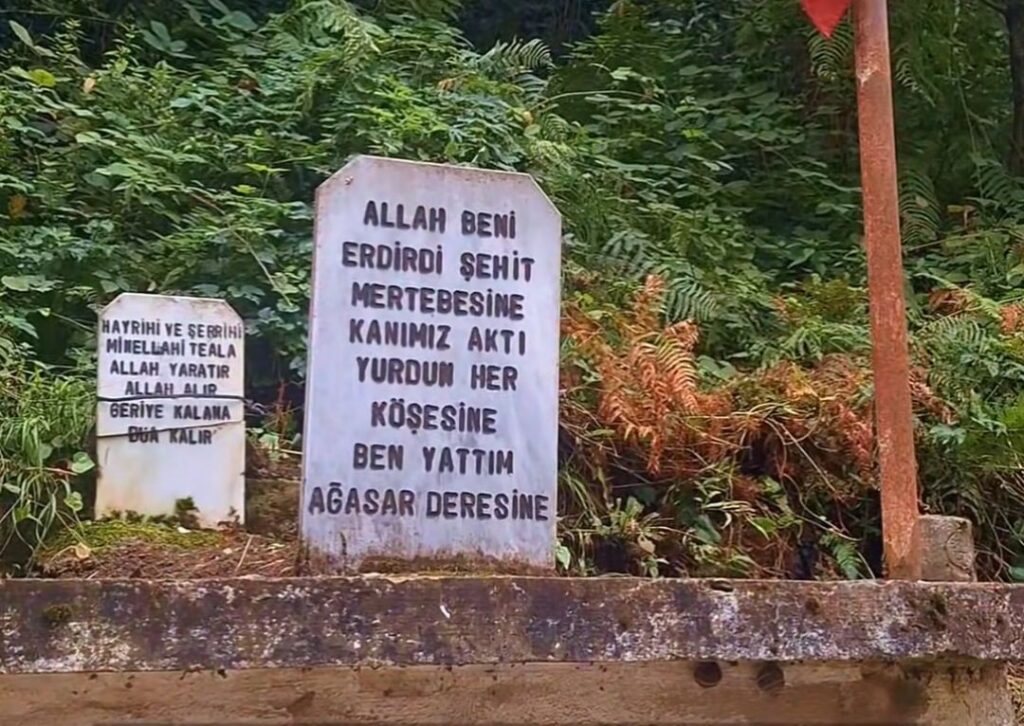 HAYRİHİ VE ŞERRİHİ
MİNELLAHİ TEALA
ALLAH YARATIR
ALLAH ALIR
GERİYE KALANA
DUA KALIR
ALLAH BENİ
ERDİRDİ ŞEHİT
MERTEBESİNE
KANIMIZ AKTI
YURDUN HER
KÖŞESİNE
BEN YATTIM
AĞASAR DERESİNE